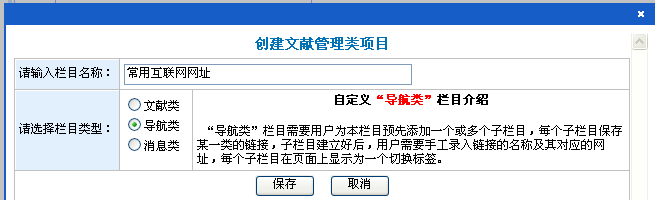 创建文献管理类项目
请输入栏目名称：
常用互联网网址
请选择栏目类型：
文献类
导航类
消息类
自定义“导航类”栏目介绍
“导航类”栏目需要用户为本栏目预先添加一个或多个子栏目，每个子栏目保存
某一类的链接，子栏目建立好后，用户需要手工录入链接的名称及其对应的网
址，每个子栏目在页面上显示为一个切换标签。
保存
取消